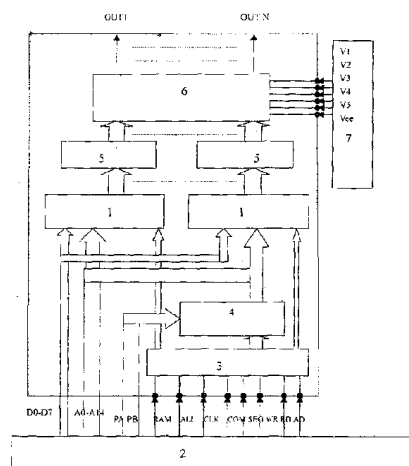 OUT1 OUT N
V1
V2
V3
V4
V5
Vee
7
6
5 5
1 1
4
3
D0-D7 A0-A14 PA PB RAM A12 CLK COM SEG WR RD AD
2